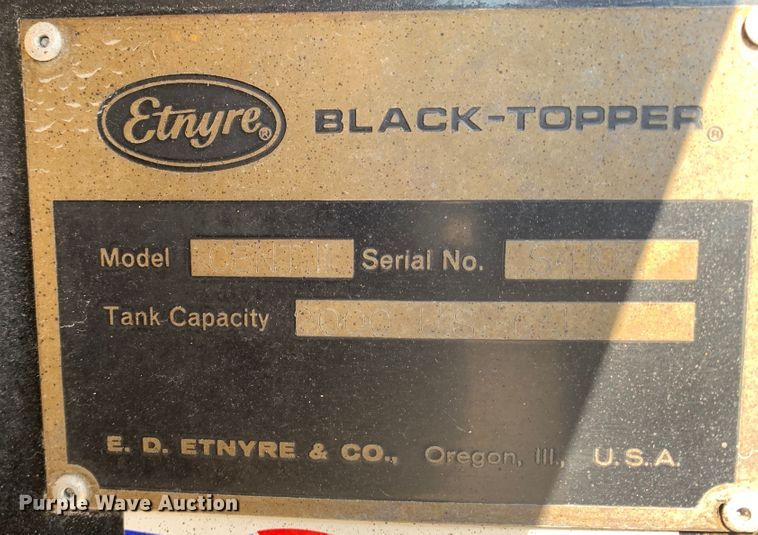 Etnyre®
BLACK-TOPPER®
Model Serial No.
Tank Capacity
E. D. ETNYRE & CO., Oregon, Ill., U.S.A.
Purple Wave Auction